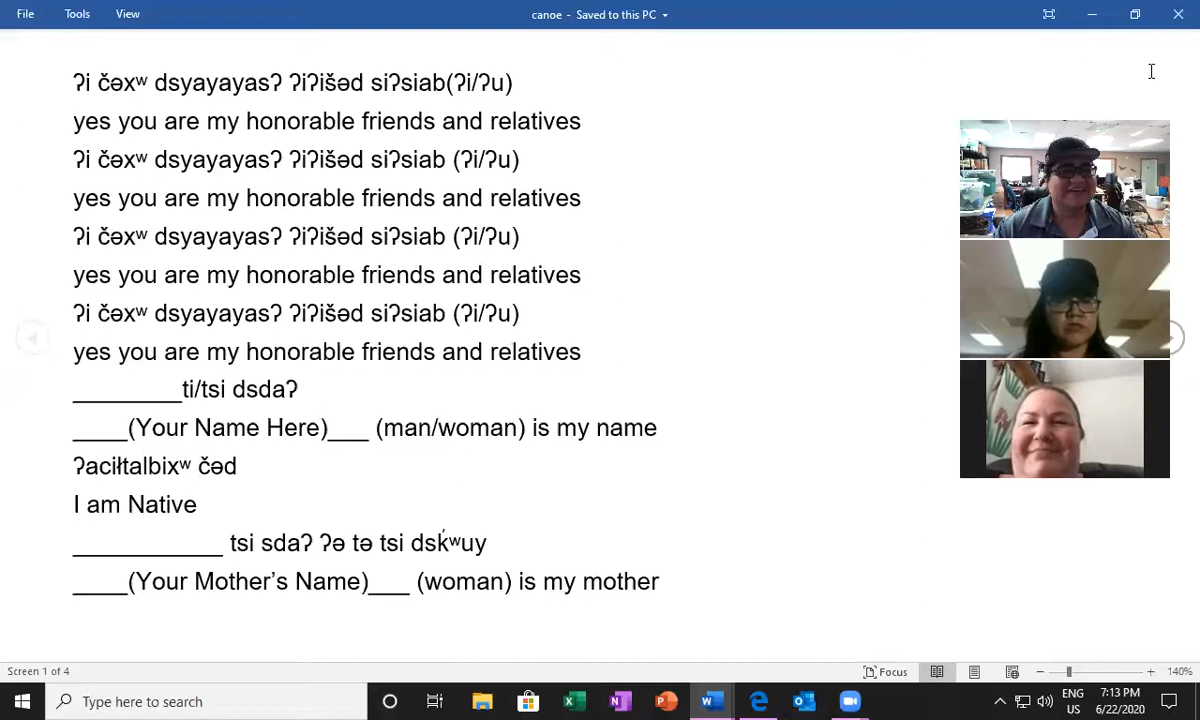 File Tools View canoe - Saved to this PC
ʔi čəxʷ dsyayayasʔ ʔiʔišəd siʔsiab(ʔi/ʔu)
yes you are my honorable friends and relatives
ʔi čəxʷ dsyayayasʔ ʔiʔišəd siʔsiab (ʔi/ʔu)
yes you are my honorable friends and relatives
ʔi čəxʷ dsyayayasʔ ʔiʔišəd siʔsiab (ʔi/ʔu)
yes you are my honorable friends and relatives
ʔi čəxʷ dsyayayasʔ ʔiʔišəd siʔsiab (ʔi/ʔu)
yes you are my honorable friends and relatives
________ti/tsi dsdaʔ
____(Your Name Here)___ (man/woman) is my name
ʔaciłtalbixʷ čəd
I am Native
___________ tsi sdaʔ ʔə tə tsi dsk̓ʷuy
____(Your Mother’s Name)___ (woman) is my mother
Screen 1 of 4 Focus 140%
Type here to search ENG US 7:13 PM 6/22/2020